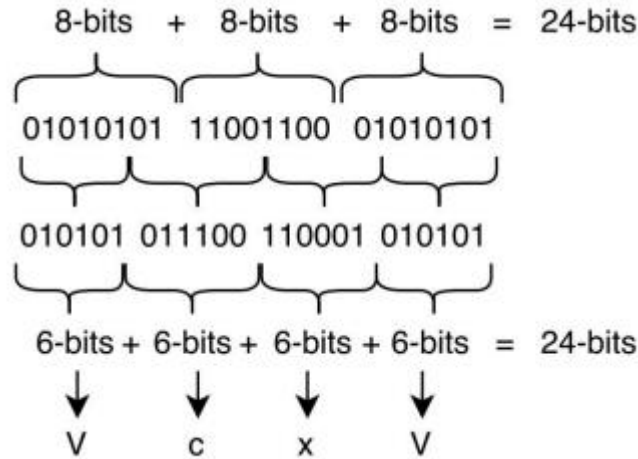 8-bits + 8-bits + 8-bits = 24-bits
01010101 11001100 01010101
010101 011100 110001 010101
6-bits + 6-bits + 6-bits + 6-bits = 24-bits
V c x V